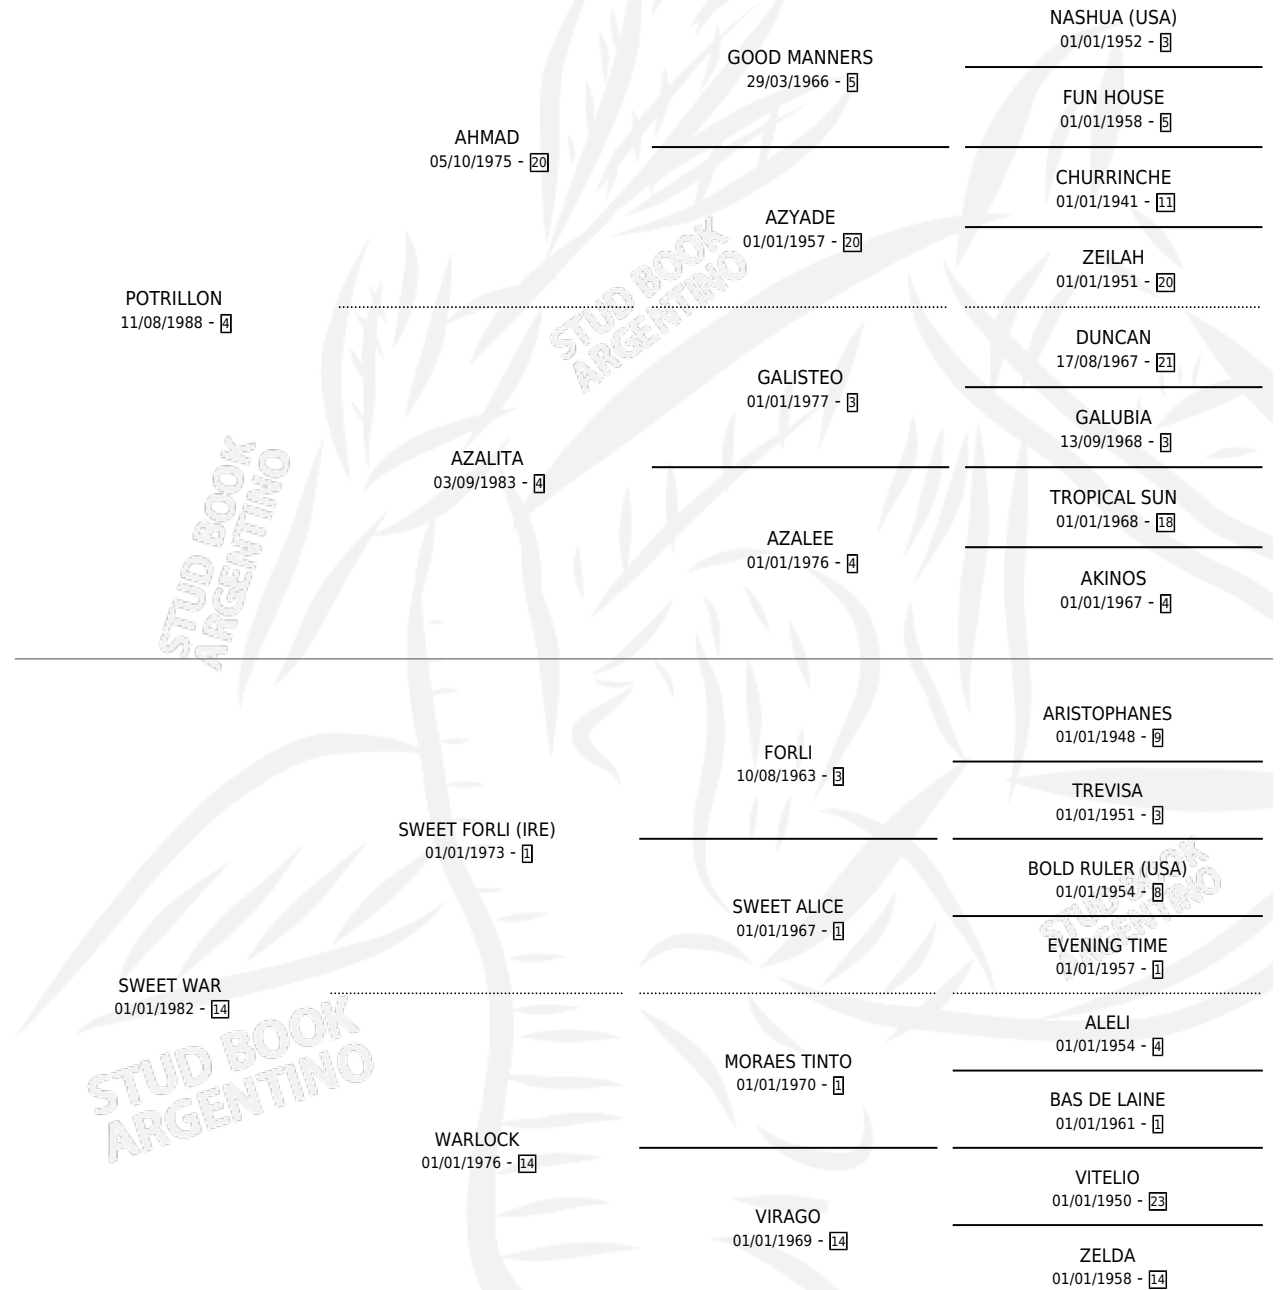 NASHUA (USA)
01/01/1952 - 3
GOOD MANNERS
29/03/1966 - 5
FUN HOUSE
01/01/1958 - 5
AHMAD
05/10/1975 - 20
CHURRINCHE
01/01/1941 - 11
AZYADE
01/01/1957 - 20
ZEILAH
01/01/1951 - 20
POTRILLON
11/08/1988 - 4
DUNCAN
17/08/1967 - 21
GALISTEO
01/01/1977 - 3
GALUBIA
13/09/1968 - 3
AZALITA
03/09/1983 - 4
TROPICAL SUN
01/01/1968 - 18
AZALEE
01/01/1976 - 4
AKINOS
01/01/1967 - 4
ARISTOPHANES
01/01/1948 - 9
FORLI
10/08/1963 - 3
TREVISA
01/01/1951 - 3
SWEET FORLI (IRE)
01/01/1973 - 1
BOLD RULER (USA)
01/01/1954 - 8
SWEET ALICE
01/01/1967 - 1
EVENING TIME
01/01/1957 - 1
SWEET WAR
01/01/1982 - 14
ALELI
01/01/1954 - 4
MORAES TINTO
01/01/1970 - 1
BAS DE LAINE
01/01/1961 - 1
WARLOCK
01/01/1976 - 14
VITELIO
01/01/1950 - 23
VIRAGO
01/01/1969 - 14
ZELDA
01/01/1958 - 14
STUD BOOK
ARGENTINO
STUD BOOK
ARGENTINO
STUD BOOK
ARGENTINO
STUD BOOK
ARGENTINO